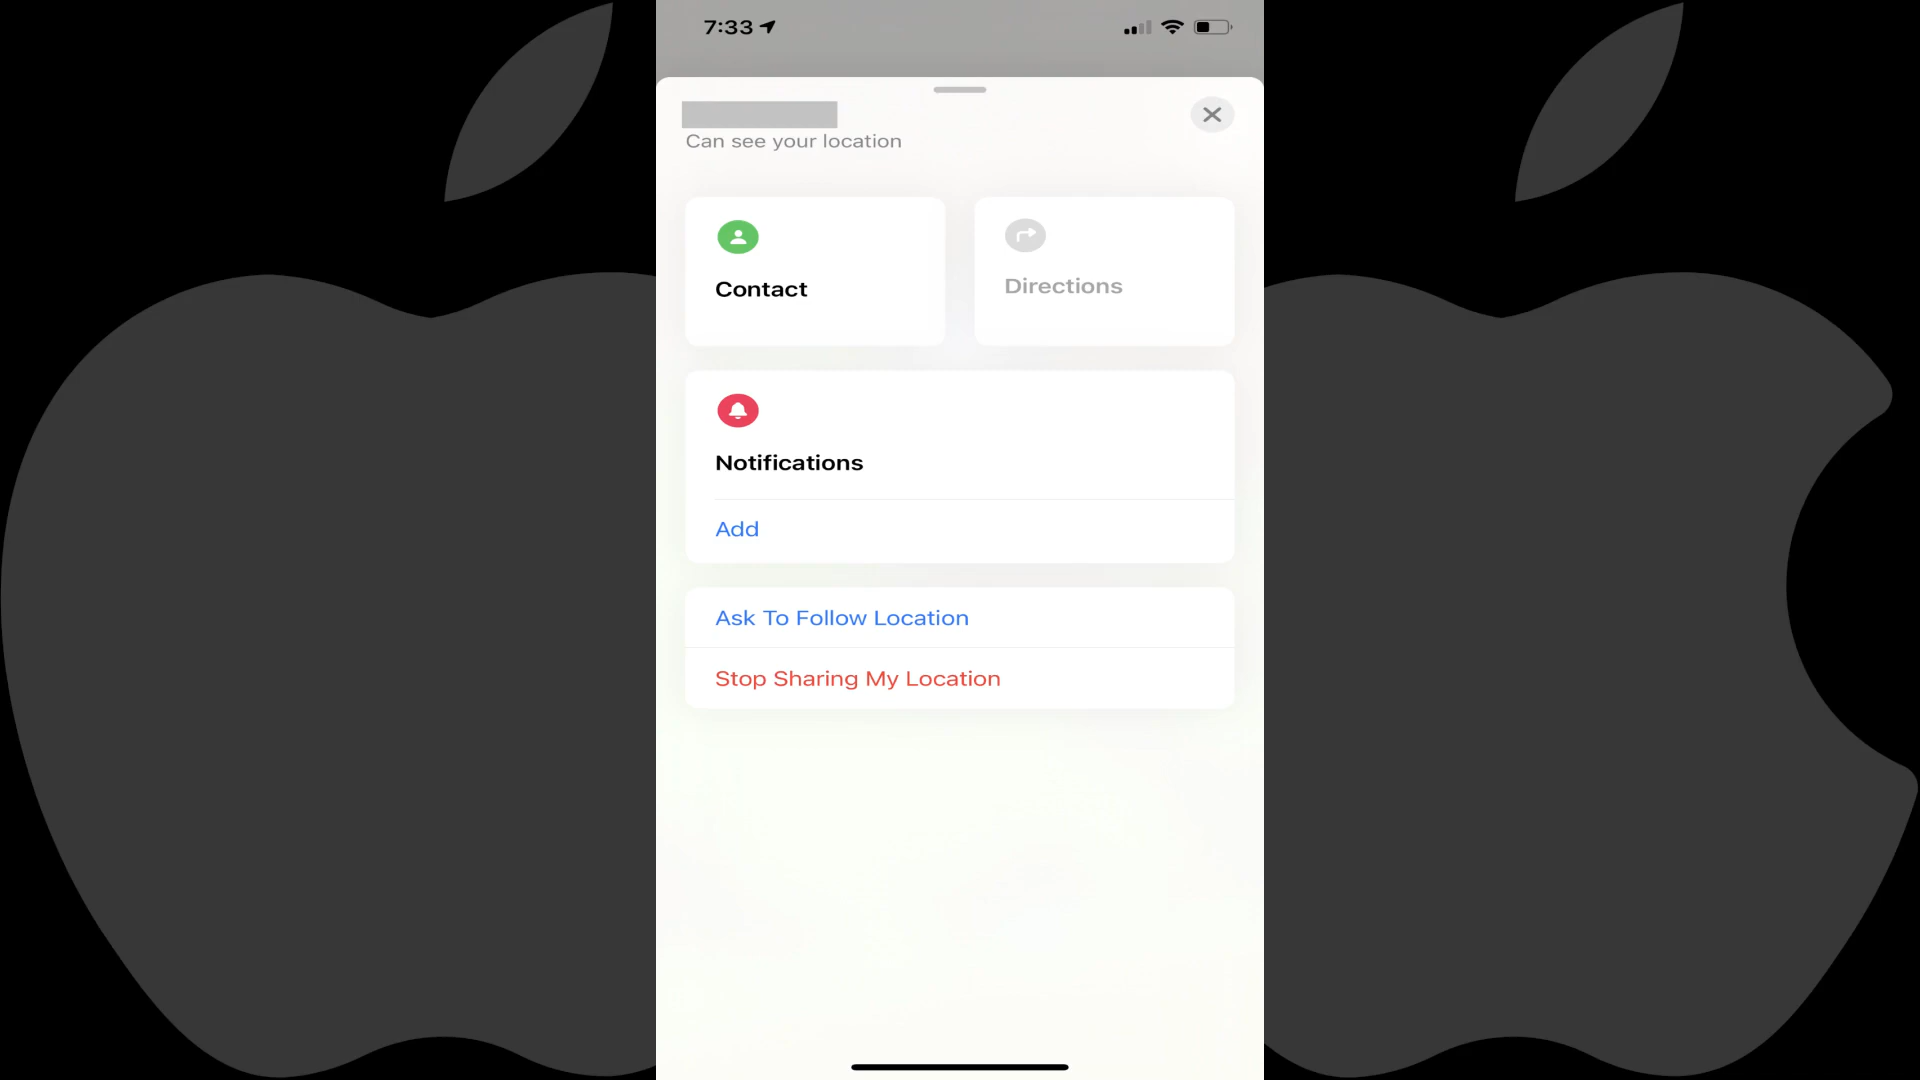 7:33
Can see your location
Contact
Directions
Notifications
Add
Ask To Follow Location
Stop Sharing My Location